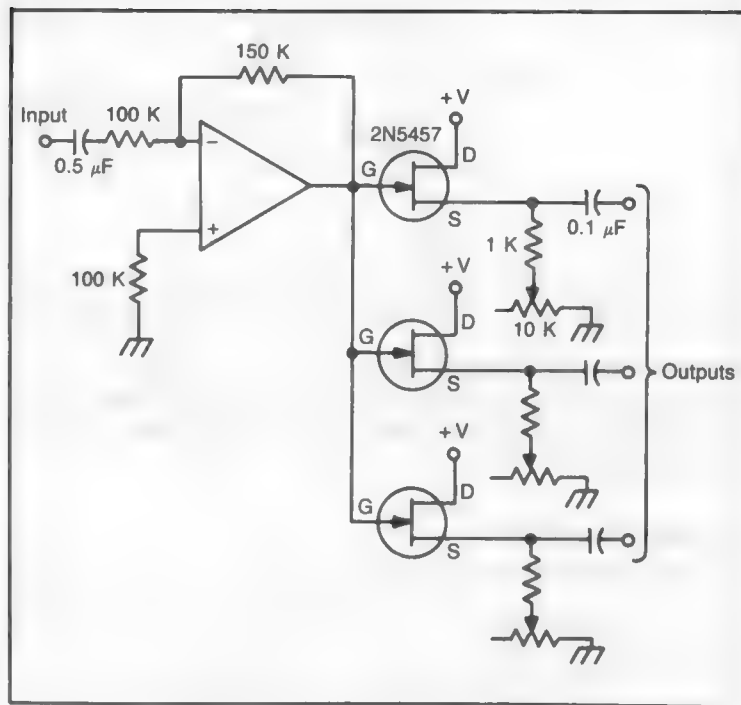 150 K
+ V
Input
100 K
2N5457
0.5 μF
−
G
D
+
S
0.1 μF
100 K
1 K
+ V
10 K
G
D
S
Outputs
+ V
G
D
S